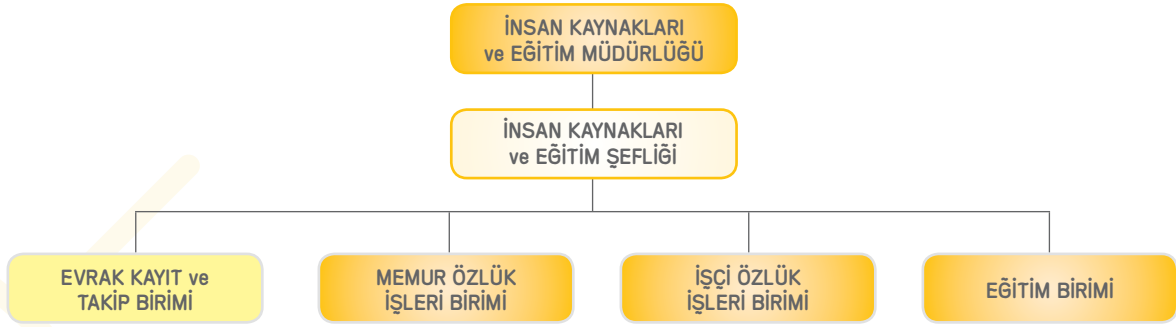 İNSAN KAYNAKLARI
ve EĞİTİM MÜDÜRLÜĞÜ
İNSAN KAYNAKLARI
ve EĞİTİM ŞEFLİĞİ
EVRAK KAYIT ve
TAKİP BİRİMİ
MEMUR ÖZLÜK
İŞLERİ BİRİMİ
İŞÇİ ÖZLÜK
İŞLERİ BİRİMİ
EĞİTİM BİRİMİ